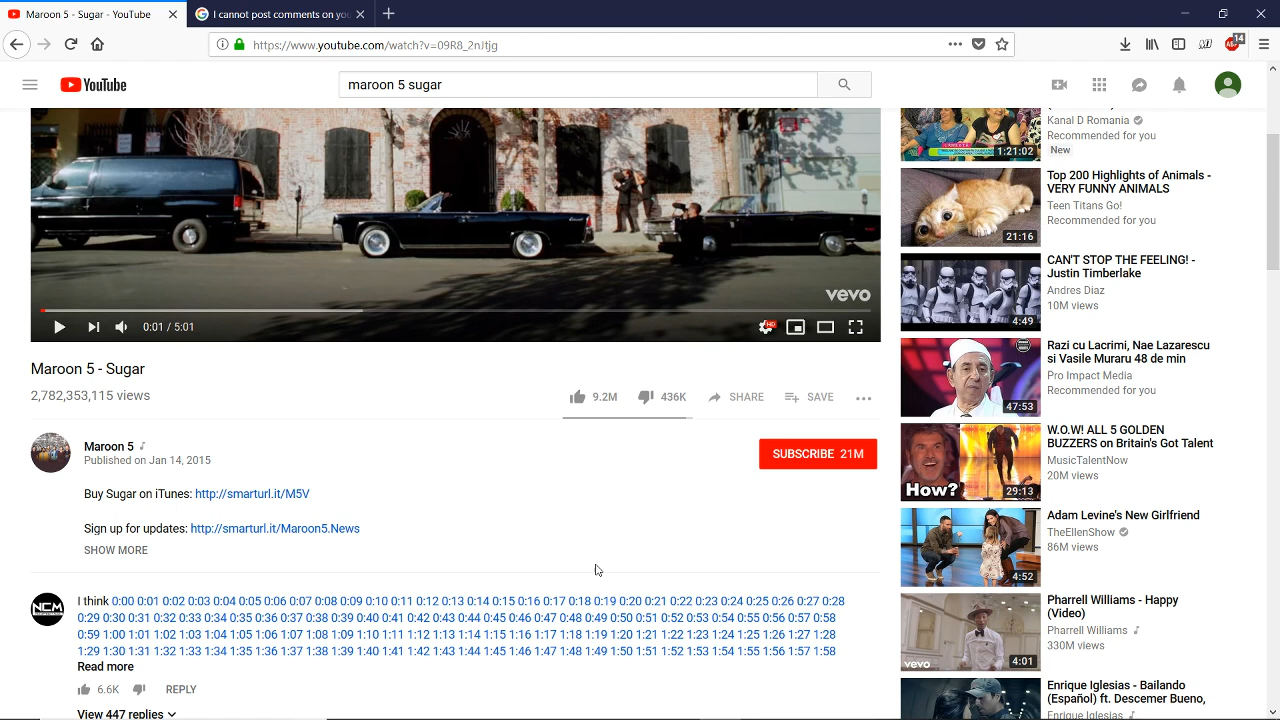 Maroon 5 - Sugar - YouTube
I cannot post comments on you
https://www.youtube.com/watch?v=09R8_2nJtjg
14
YouTube
maroon 5 sugar
vevo
0:01 / 5:01
HD
Maroon 5 - Sugar
2,782,353,115 views
9.2M
436K
SHARE
SAVE
Maroon 5
Published on Jan 14, 2015
SUBSCRIBE 21M
Buy Sugar on iTunes: http://smarturl.it/M5V
Sign up for updates: http://smarturl.it/Maroon5.News
SHOW MORE
NCM
I think 0:00 0:01 0:02 0:03 0:04 0:05 0:06 0:07 0:08 0:09 0:10 0:11 0:12 0:13 0:14 0:15 0:16 0:17 0:18 0:19 0:20 0:21 0:22 0:23 0:24 0:25 0:26 0:27 0:28
0:29 0:30 0:31 0:32 0:33 0:34 0:35 0:36 0:37 0:38 0:39 0:40 0:41 0:42 0:43 0:44 0:45 0:46 0:47 0:48 0:49 0:50 0:51 0:52 0:53 0:54 0:55 0:56 0:57 0:58
0:59 1:00 1:01 1:02 1:03 1:04 1:05 1:06 1:07 1:08 1:09 1:10 1:11 1:12 1:13 1:14 1:15 1:16 1:17 1:18 1:19 1:20 1:21 1:22 1:23 1:24 1:25 1:26 1:27 1:28
1:29 1:30 1:31 1:32 1:33 1:34 1:35 1:36 1:37 1:38 1:39 1:40 1:41 1:42 1:43 1:44 1:45 1:46 1:47 1:48 1:49 1:50 1:51 1:52 1:53 1:54 1:55 1:56 1:57 1:58
Read more
6.6K
REPLY
View 447 replies
Kanal D Romania
Recommended for you
New
1:21:02
Top 200 Highlights of Animals -
VERY FUNNY ANIMALS
Teen Titans Go!
Recommended for you
21:16
CAN'T STOP THE FEELING! -
Justin Timberlake
Andres Diaz
10M views
4:49
Razi cu Lacrimi, Nae Lazarescu
si Vasile Muraru 48 de min
Pro Impact Media
Recommended for you
47:53
W.O.W! ALL 5 GOLDEN
BUZZERS on Britain's Got Talent
MusicTalentNow
20M views
How?
29:13
Adam Levine's New Girlfriend
TheEllenShow
86M views
4:52
Pharrell Williams - Happy
(Video)
Pharrell Williams
330M views
vevo
4:01
Enrique Iglesias - Bailando
(Español) ft. Descemer Bueno,
Enrique Iglesias